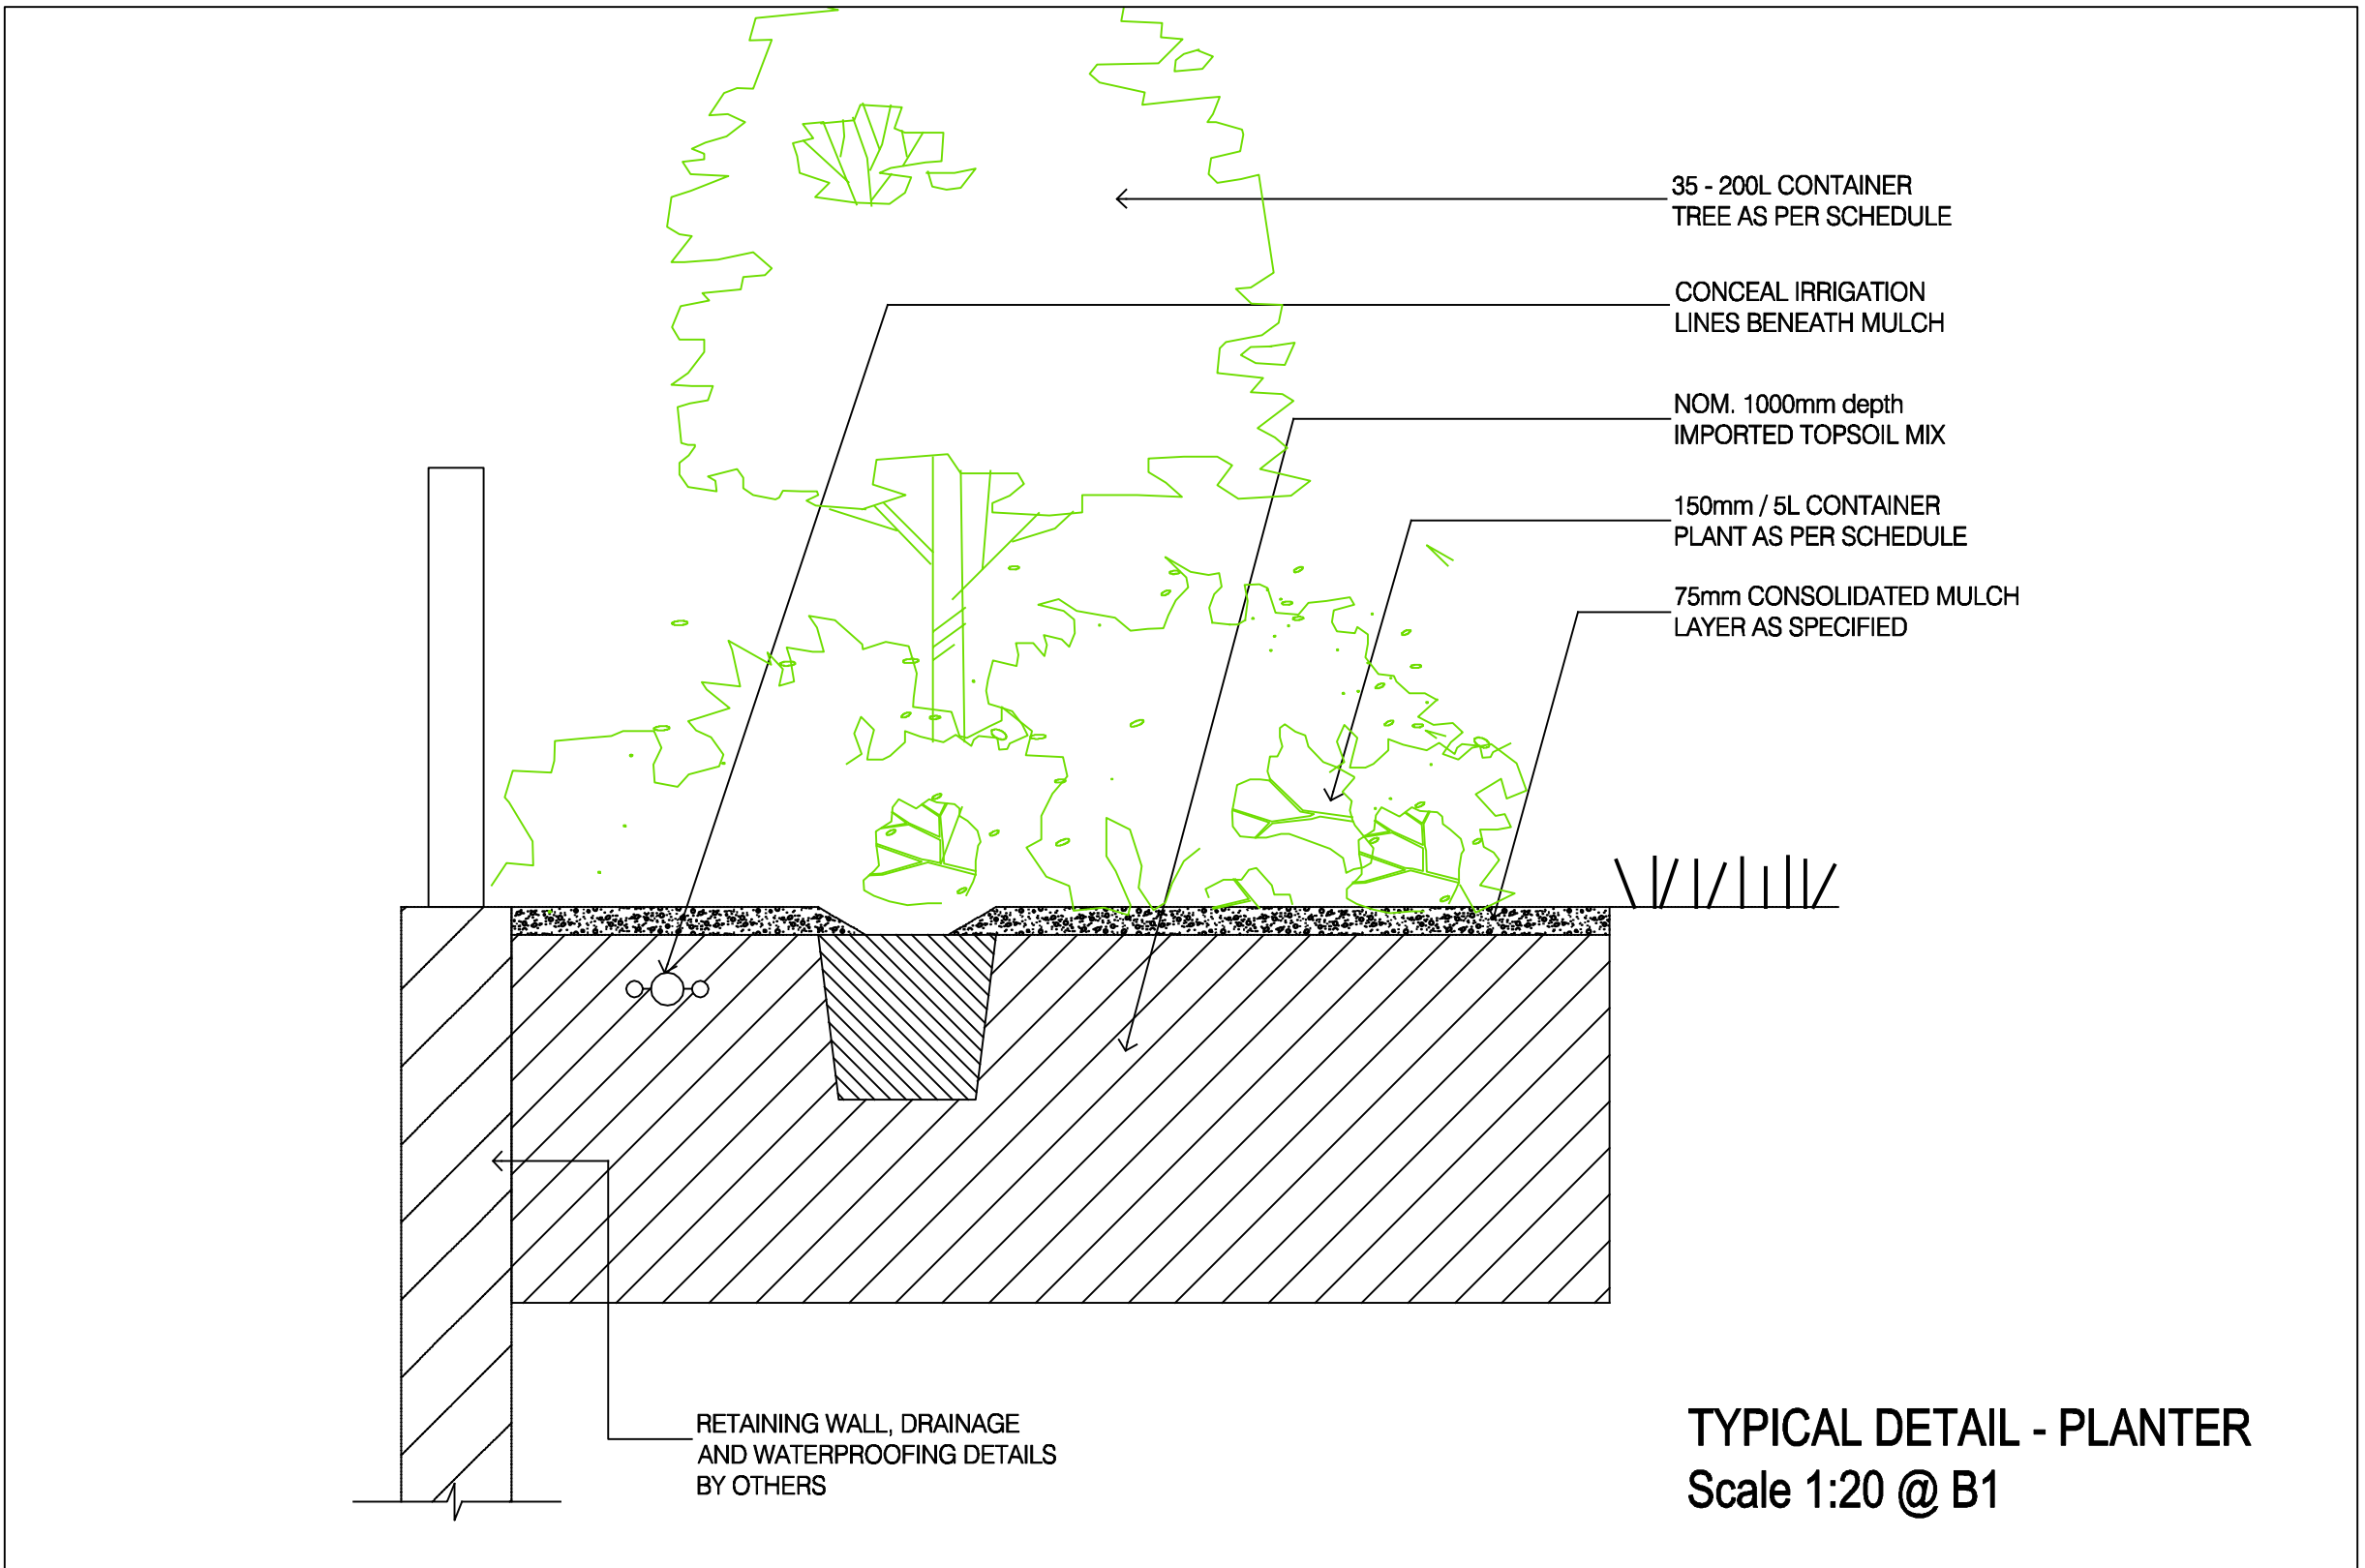 35 - 200L CONTAINER
TREE AS PER SCHEDULE
CONCEAL IRRIGATION
LINES BENEATH MULCH
NOM. 1000mm depth
IMPORTED TOPSOIL MIX
150mm / 5L CONTAINER
PLANT AS PER SCHEDULE
75mm CONSOLIDATED MULCH
LAYER AS SPECIFIED
RETAINING WALL, DRAINAGE
AND WATERPROOFING DETAILS
BY OTHERS
TYPICAL DETAIL - PLANTER
Scale 1:20 @ B1